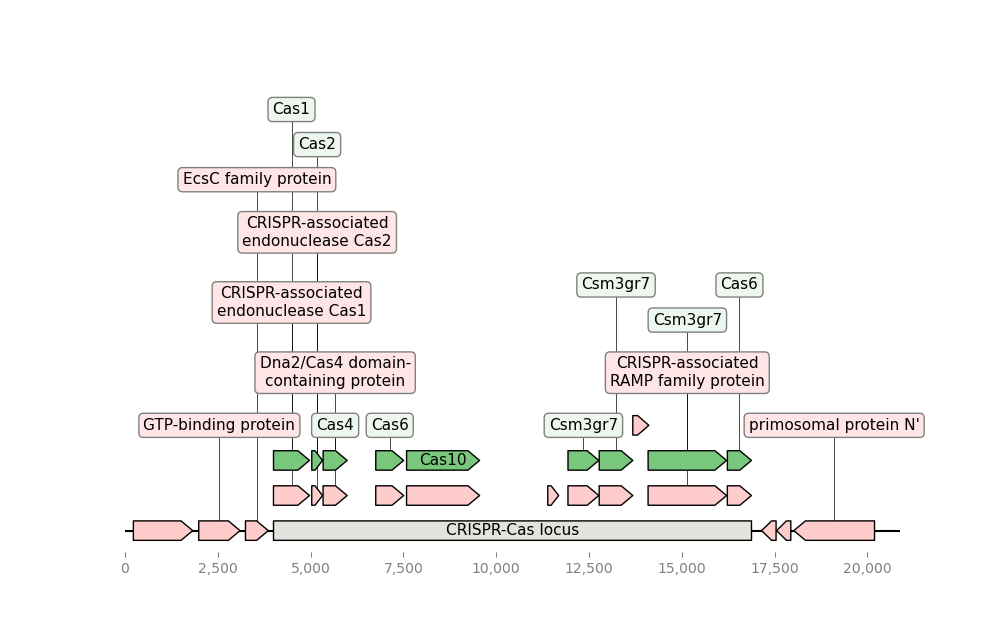 Cas1
Cas2
EcsC family protein
CRISPR-associated
endonuclease Cas2
CRISPR-associated
endonuclease Cas1
Csm3gr7
Cas6
Csm3gr7
Dna2/Cas4 domain-
containing protein
CRISPR-associated
RAMP family protein
GTP-binding protein
Cas4
Cas6
Csm3gr7
primosomal protein N'
Cas10
CRISPR-Cas locus
0
2,500
5,000
7,500
10,000
12,500
15,000
17,500
20,000